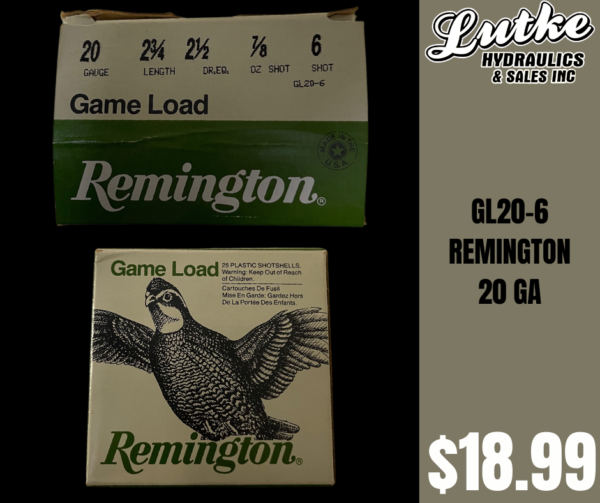 20 2¾ 2½ ⅞ 6
GAUGE LENGTH DR.EQ. OZ SHOT SHOT
GL20-6
Game Load
MADE IN THE U.S.A.
Remington®
Game Load
25 PLASTIC SHOTSHELLS.
Warning: Keep Out of Reach
of Children.
Cartouches De Fusil
Mise En Garde: Gardez Hors
De La Portée Des Enfants.
Remington®
Lutke
HYDRAULICS
& SALES INC
GL20-6
REMINGTON
20 GA
$18.99